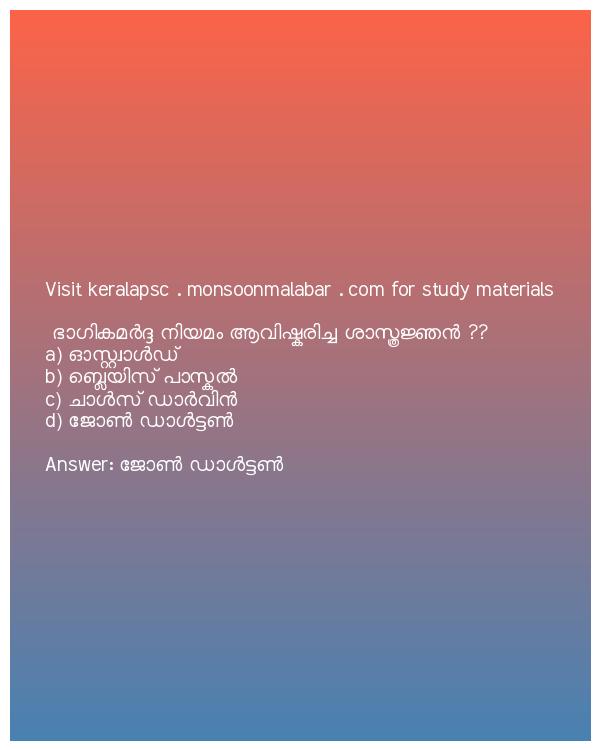 Visit keralapsc . monsoonmalabar . com for study materials
ഭാഗികമർദ്ദ നിയമം ആവിഷ്കരിച്ച ശാസ്ത്രജ്ഞൻ ??
a) ഓസ്റ്റ്വാൾഡ്
b) ബ്ലെയിസ് പാസ്കൽ
c) ചാൾസ് ഡാർവിൻ
d) ജോൺ ഡാൾട്ടൺ
Answer: ജോൺ ഡാൾട്ടൺ